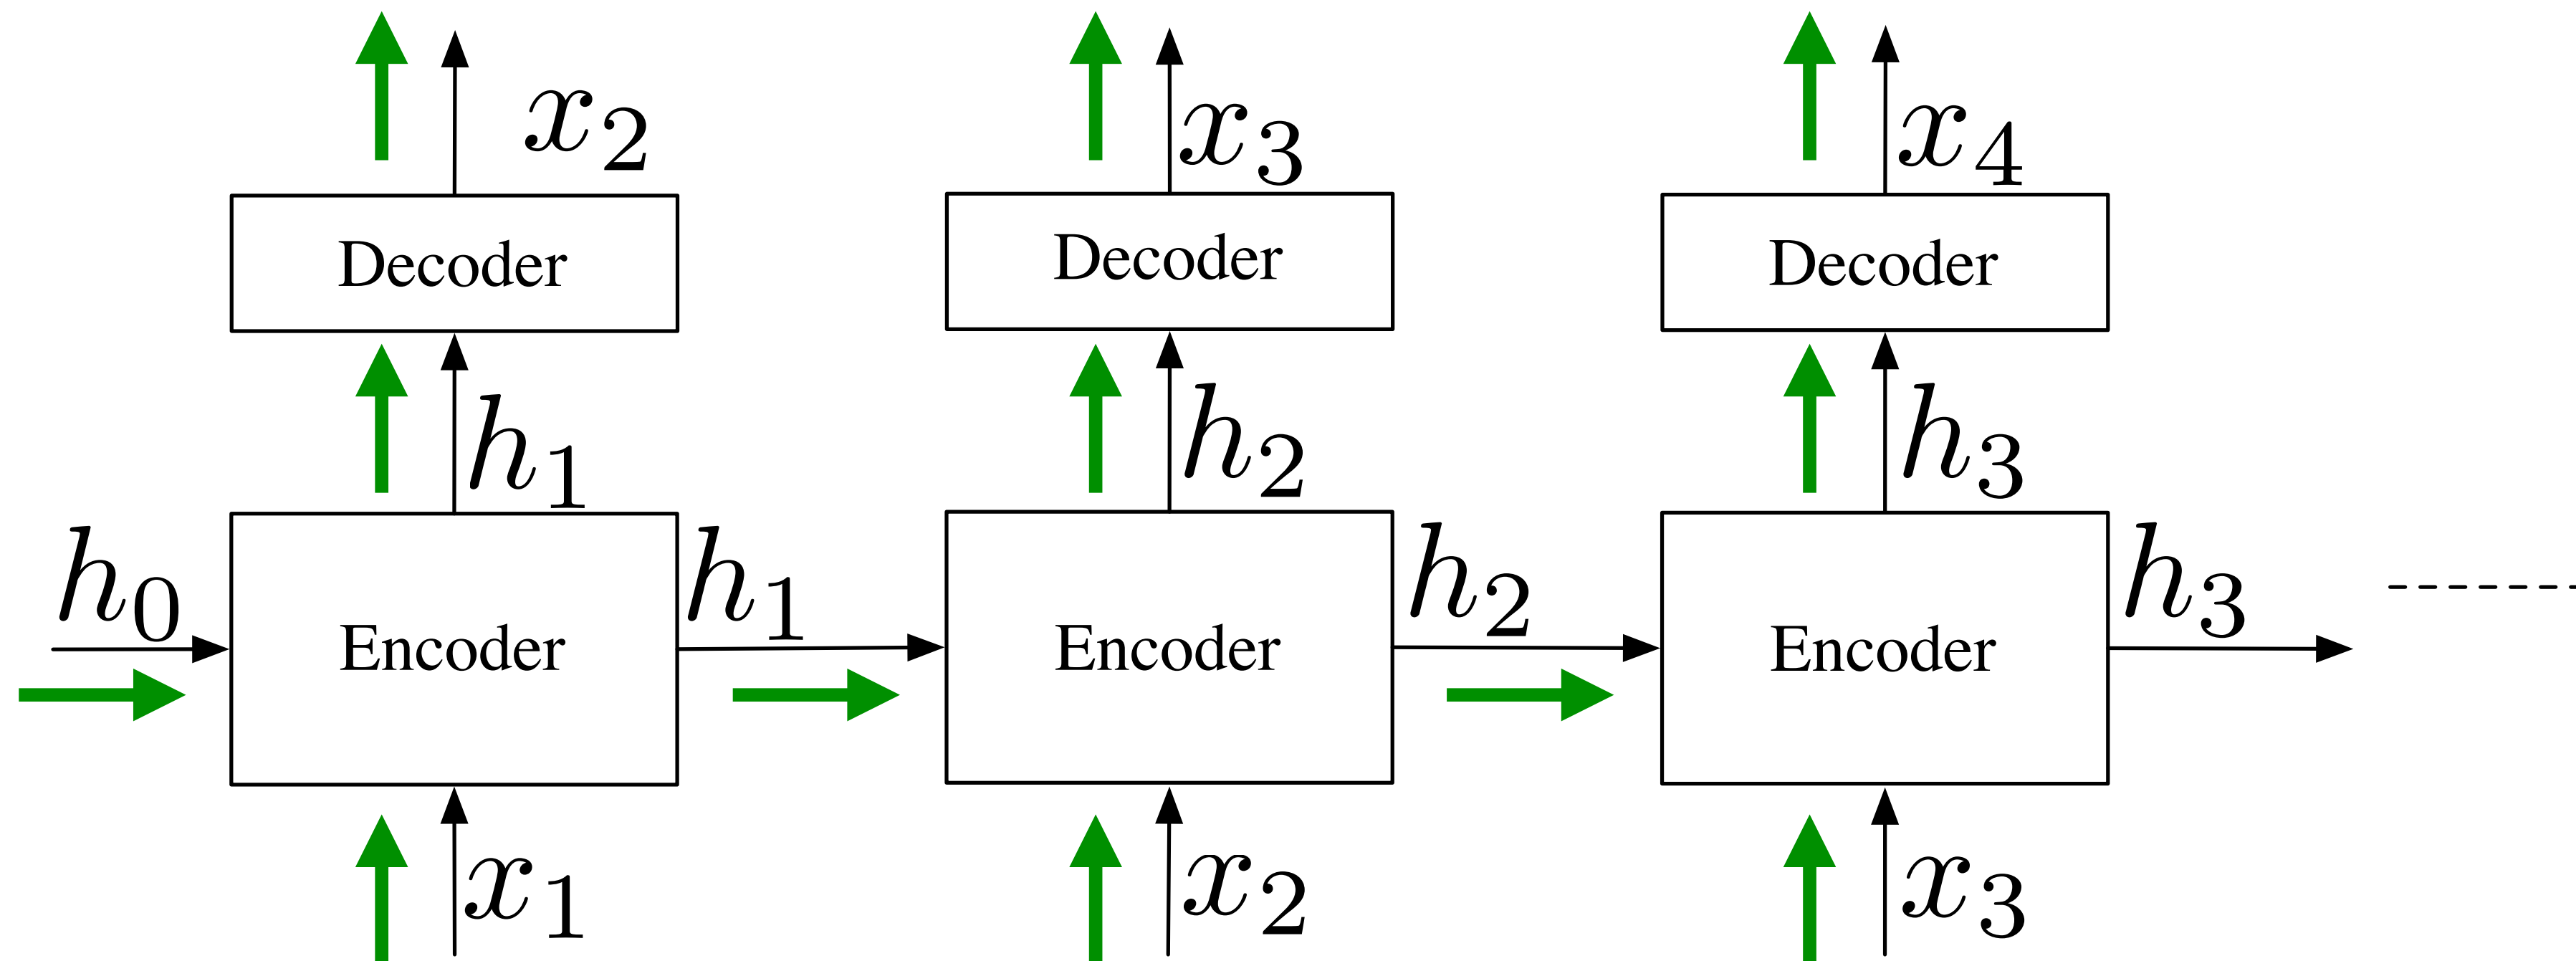 x₂ x₃ x₄
Decoder Decoder Decoder
h₁ h₂ h₃
h₀ h₁ h₂ h₃
Encoder Encoder Encoder
x₁ x₂ x₃